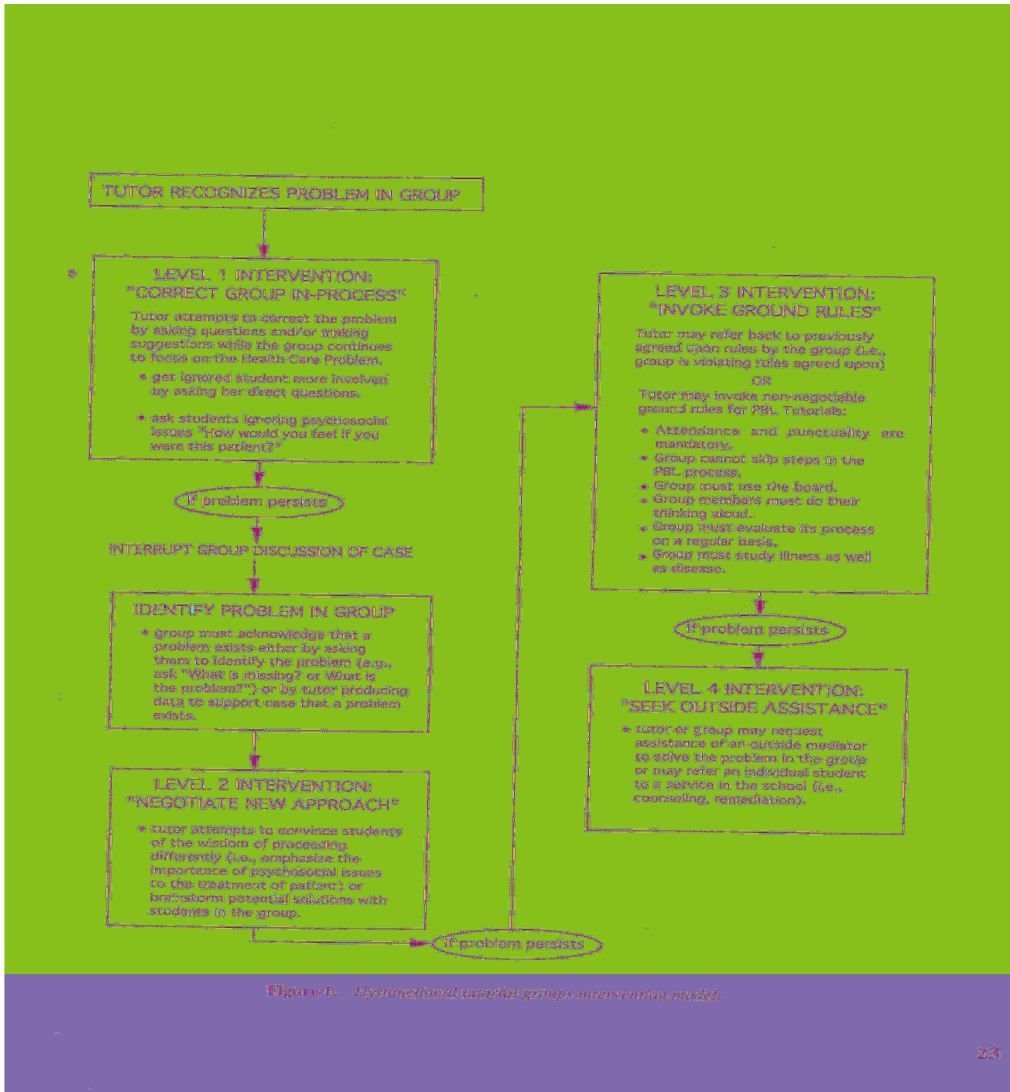 TUTOR RECOGNIZES PROBLEM IN GROUP
LEVEL 1 INTERVENTION:
"CORRECT GROUP IN-PROCESS"
Tutor attempts to correct the problem
by asking questions and/or making
suggestions while the group continues
to focus on the Health Care Problem.
• get ignored student more involved
by asking her direct questions.
• ask students ignoring psychosocial
issues "How would you feel if you
were this patient?"
If problem persists
INTERRUPT GROUP DISCUSSION OF CASE
IDENTIFY PROBLEM IN GROUP
• group must acknowledge that a
problem exists either by asking
them to identify the problem (e.g.,
ask "What is missing? or What is
the problem?") or by tutor producing
data to support case that a problem
exists.
LEVEL 2 INTERVENTION:
"NEGOTIATE NEW APPROACH"
• tutor attempts to convince students
of the wisdom of proceeding
differently (i.e., emphasize the
importance of psychosocial issues
to the treatment of patient) or
brainstorm potential solutions with
students in the group.
If problem persists
LEVEL 3 INTERVENTION:
"INVOKE GROUND RULES"
Tutor may refer back to previously
agreed upon rules by the group (i.e.,
group is violating rules agreed upon)
OR
Tutor may invoke non-negotiable
ground rules for PBL Tutorials:
• Attendance and punctuality are
mandatory.
• Group cannot skip steps in the
PBL process.
• Group must use the board.
• Group members must do their
thinking aloud.
• Group must evaluate its process
on a regular basis.
• Group must study illness as well
as disease.
If problem persists
LEVEL 4 INTERVENTION:
"SEEK OUTSIDE ASSISTANCE"
• tutor or group may request
assistance of an outside mediator
to solve the problem in the group
or may refer an individual student
to a service in the school (i.e.,
counseling, remediation).
Figure 1. Dysfunctional tutorial groups intervention model.
23